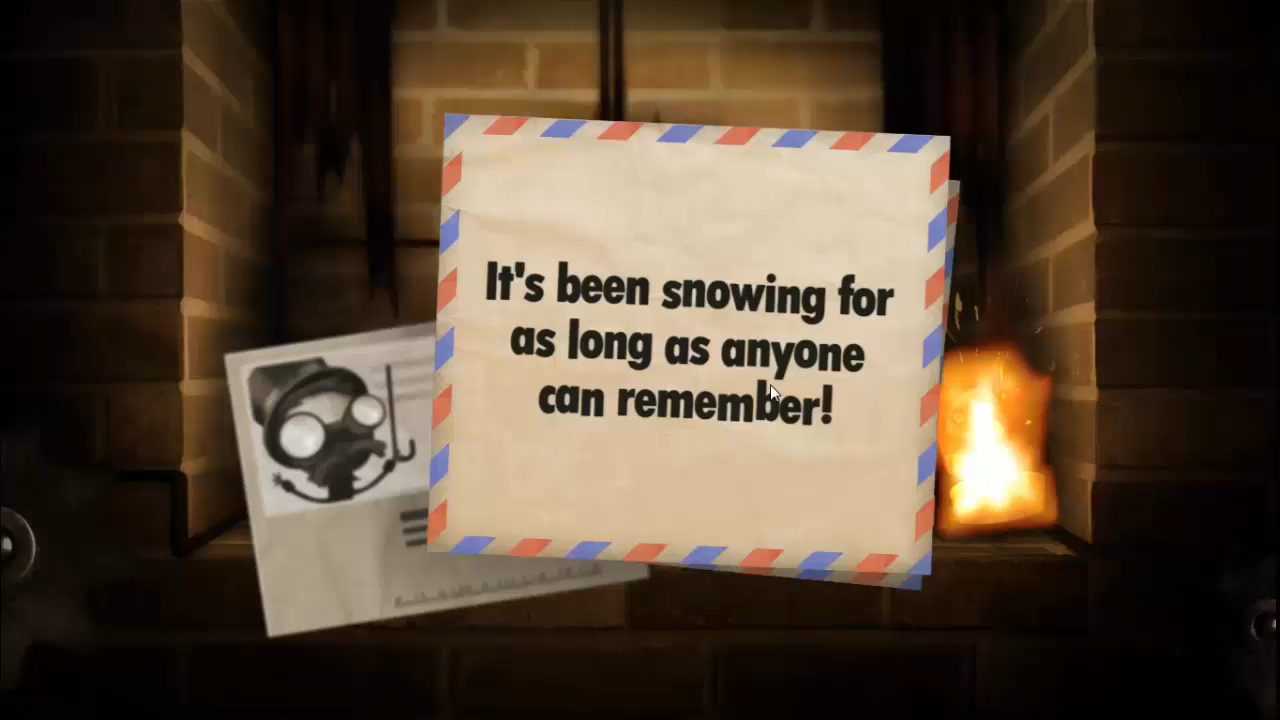 It's been snowing for
as long as anyone
can remember!